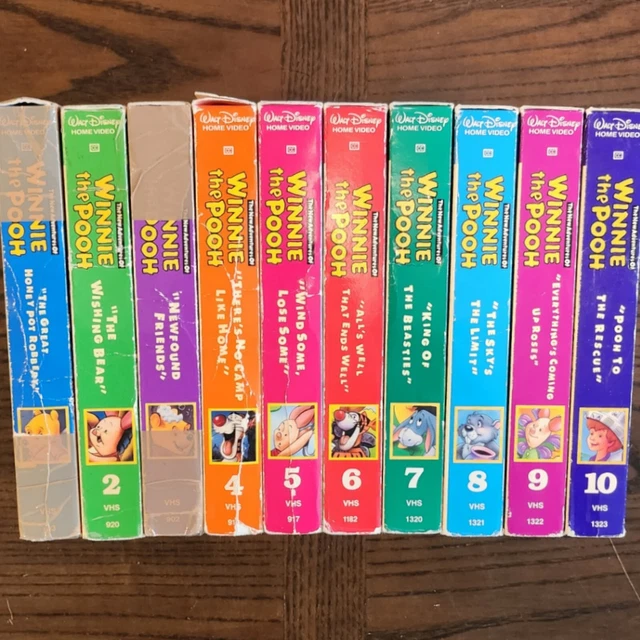 WALT DISNEY
HOME VIDEO
WINNIE
the POOH
"THE GREAT
HONEY POT ROBBERY"
WALT DISNEY
HOME VIDEO
The New Adventures Of
WINNIE
the POOH
"THE
WISHING BEAR"
2
VHS
920
WINNIE
POOH
"NEWFOUND
FRIENDS"
WALT DISNEY
HOME VIDEO
The New Adventures Of
WINNIE
the POOH
"THERE'S NO CAMP
LIKE HOME"
4
VHS
WALT DISNEY
HOME VIDEO
The New Adventures Of
WINNIE
the POOH
"WIND SOME,
LOSE SOME"
5
VHS
917
WALT DISNEY
HOME VIDEO
The New Adventures Of
WINNIE
the POOH
"ALL'S WELL
THAT ENDS WELL"
6
VHS
1182
WALT DISNEY
HOME VIDEO
The New Adventures Of
WINNIE
the POOH
"KING OF
THE BEASTIES"
7
VHS
1320
WALT DISNEY
HOME VIDEO
The New Adventures Of
WINNIE
the POOH
"THE SKY'S
THE LIMIT"
8
VHS
1321
WALT DISNEY
HOME VIDEO
The New Adventures Of
WINNIE
the POOH
"EVERYTHING'S COMING
UP ROSES"
9
VHS
1322
WALT DISNEY
HOME VIDEO
The New Adventures Of
WINNIE
the POOH
"POOH TO
THE RESCUE"
10
VHS
1323